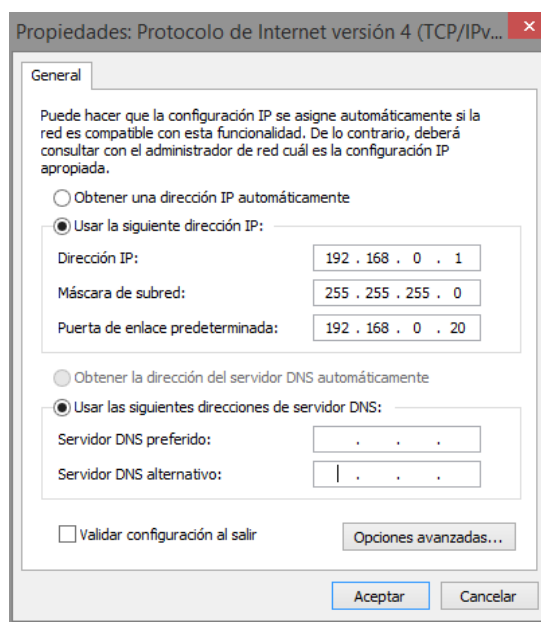 Propiedades: Protocolo de Internet versión 4 (TCP/IPv...
General
Puede hacer que la configuración IP se asigne automáticamente si la
red es compatible con esta funcionalidad. De lo contrario, deberá
consultar con el administrador de red cuál es la configuración IP
apropiada.
Obtener una dirección IP automáticamente
Usar la siguiente dirección IP:
Dirección IP: 192 . 168 . 0 . 1
Máscara de subred: 255 . 255 . 255 . 0
Puerta de enlace predeterminada: 192 . 168 . 0 . 20
Obtener la dirección del servidor DNS automáticamente
Usar las siguientes direcciones de servidor DNS:
Servidor DNS preferido: . . .
Servidor DNS alternativo: . . .
Validar configuración al salir Opciones avanzadas...
Aceptar Cancelar